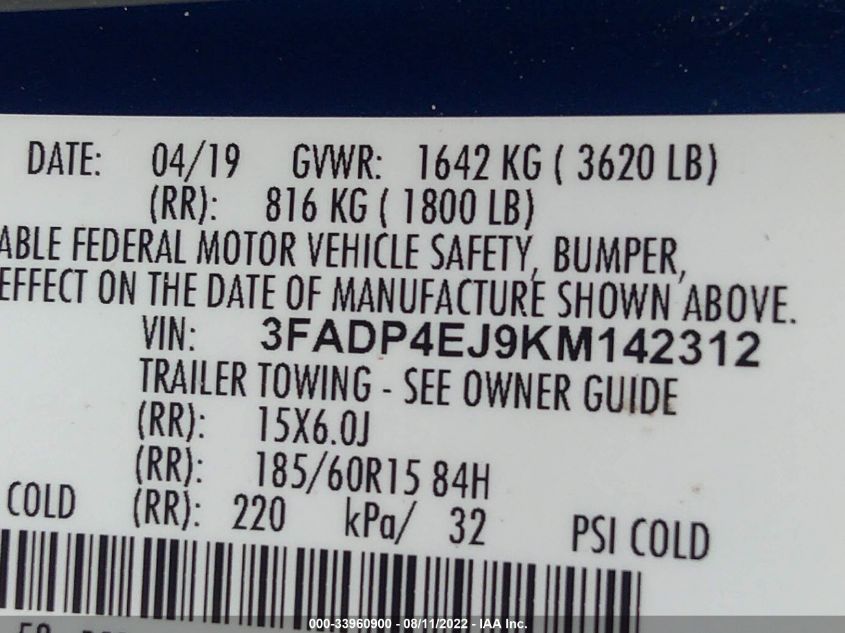 DATE: 04/19 GVWR: 1642 KG ( 3620 LB)
(RR): 816 KG ( 1800 LB)
ABLE FEDERAL MOTOR VEHICLE SAFETY, BUMPER,
EFFECT ON THE DATE OF MANUFACTURE SHOWN ABOVE.
VIN: 3FADP4EJ9KM142312
TRAILER TOWING - SEE OWNER GUIDE
(RR): 15X6.0J
(RR): 185/60R15 84H
COLD (RR): 220 kPa/ 32 PSI COLD
000-33960900 - 08/11/2022 - IAA Inc.